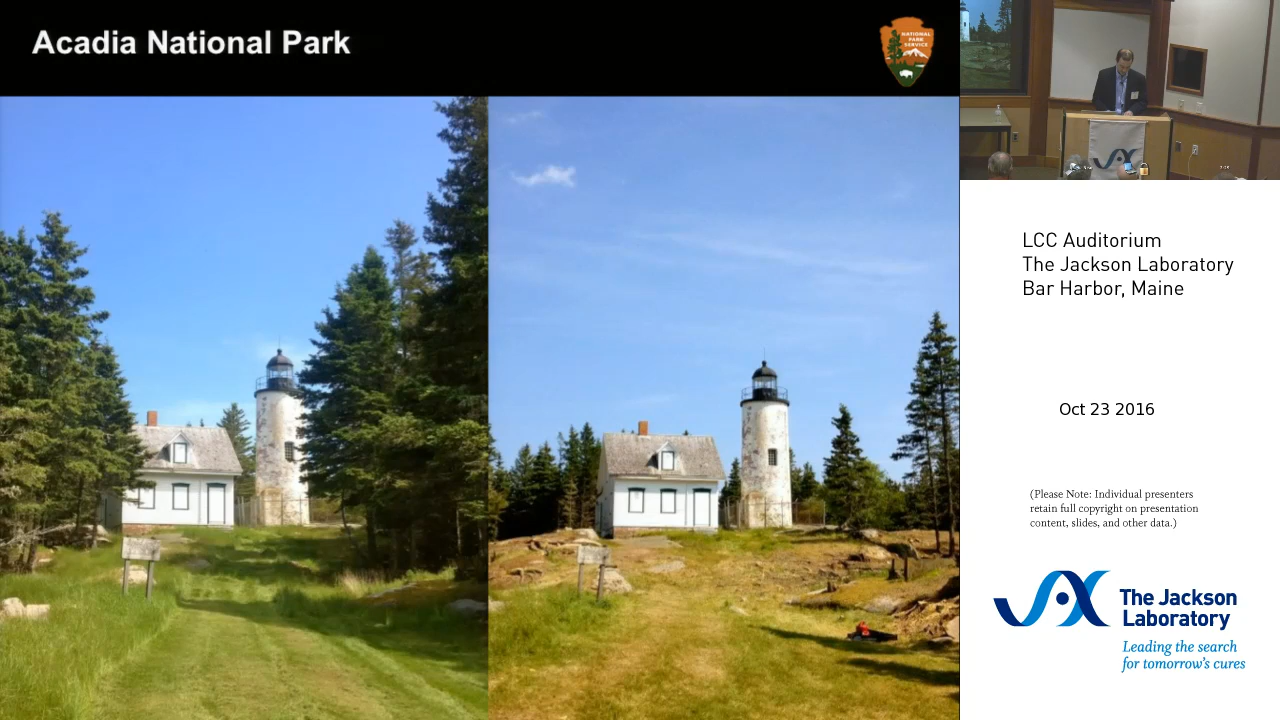 Acadia National Park
NATIONAL
PARK
SERVICE
LCC Auditorium
The Jackson Laboratory
Bar Harbor, Maine
Oct 23 2016
(Please Note: Individual presenters
retain full copyright on presentation
content, slides, and other data.)
The Jackson
Laboratory
Leading the search
for tomorrow's cures